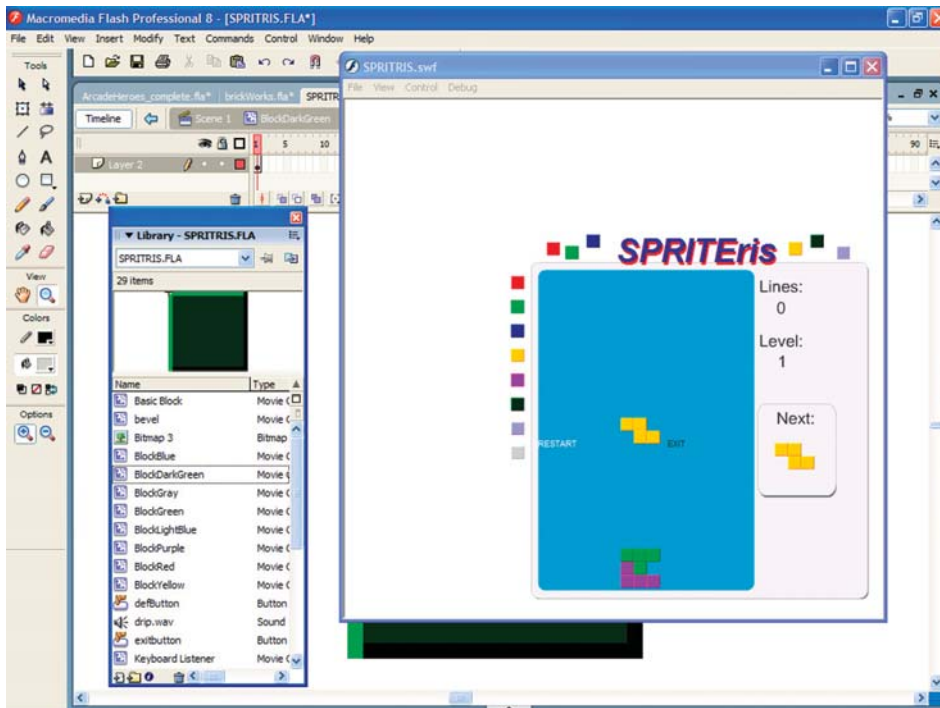 Macromedia Flash Professional 8 - [SPRITRIS.FLA*]
File Edit View Insert Modify Text Commands Control Window Help
Tools
SPRITRIS.swf
File View Control Debug
ArcadeHeroes_complete.fla* brickWorks.fla* SPRITR
Timeline Scene 1 BlockDarkGreen
1 5 10 90
Layer 2
Library - SPRITRIS.FLA
SPRITRIS.FLA
29 items
View
Colors
Options
Name Type
Basic Block Movie C
bevel Movie C
Bitmap 3 Bitmap
BlockBlue Movie C
BlockDarkGreen Movie C
BlockGray Movie C
BlockGreen Movie C
BlockLightBlue Movie C
BlockPurple Movie C
BlockRed Movie C
BlockYellow Movie C
defButton Button
drip.wav Sound
exitbutton Button
Keyboard Listener Movie C
SPRITEris
Lines:
0
Level:
1
Next:
RESTART EXIT